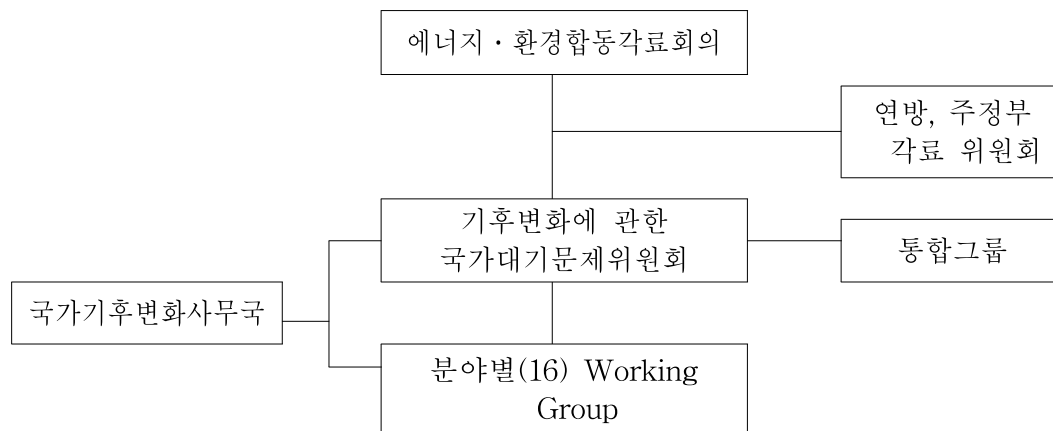 에너지·환경합동각료회의
연방, 주정부
각료 위원회
기후변화에 관한
국가대기문제위원회
통합그룹
국가기후변화사무국
분야별(16) Working
Group